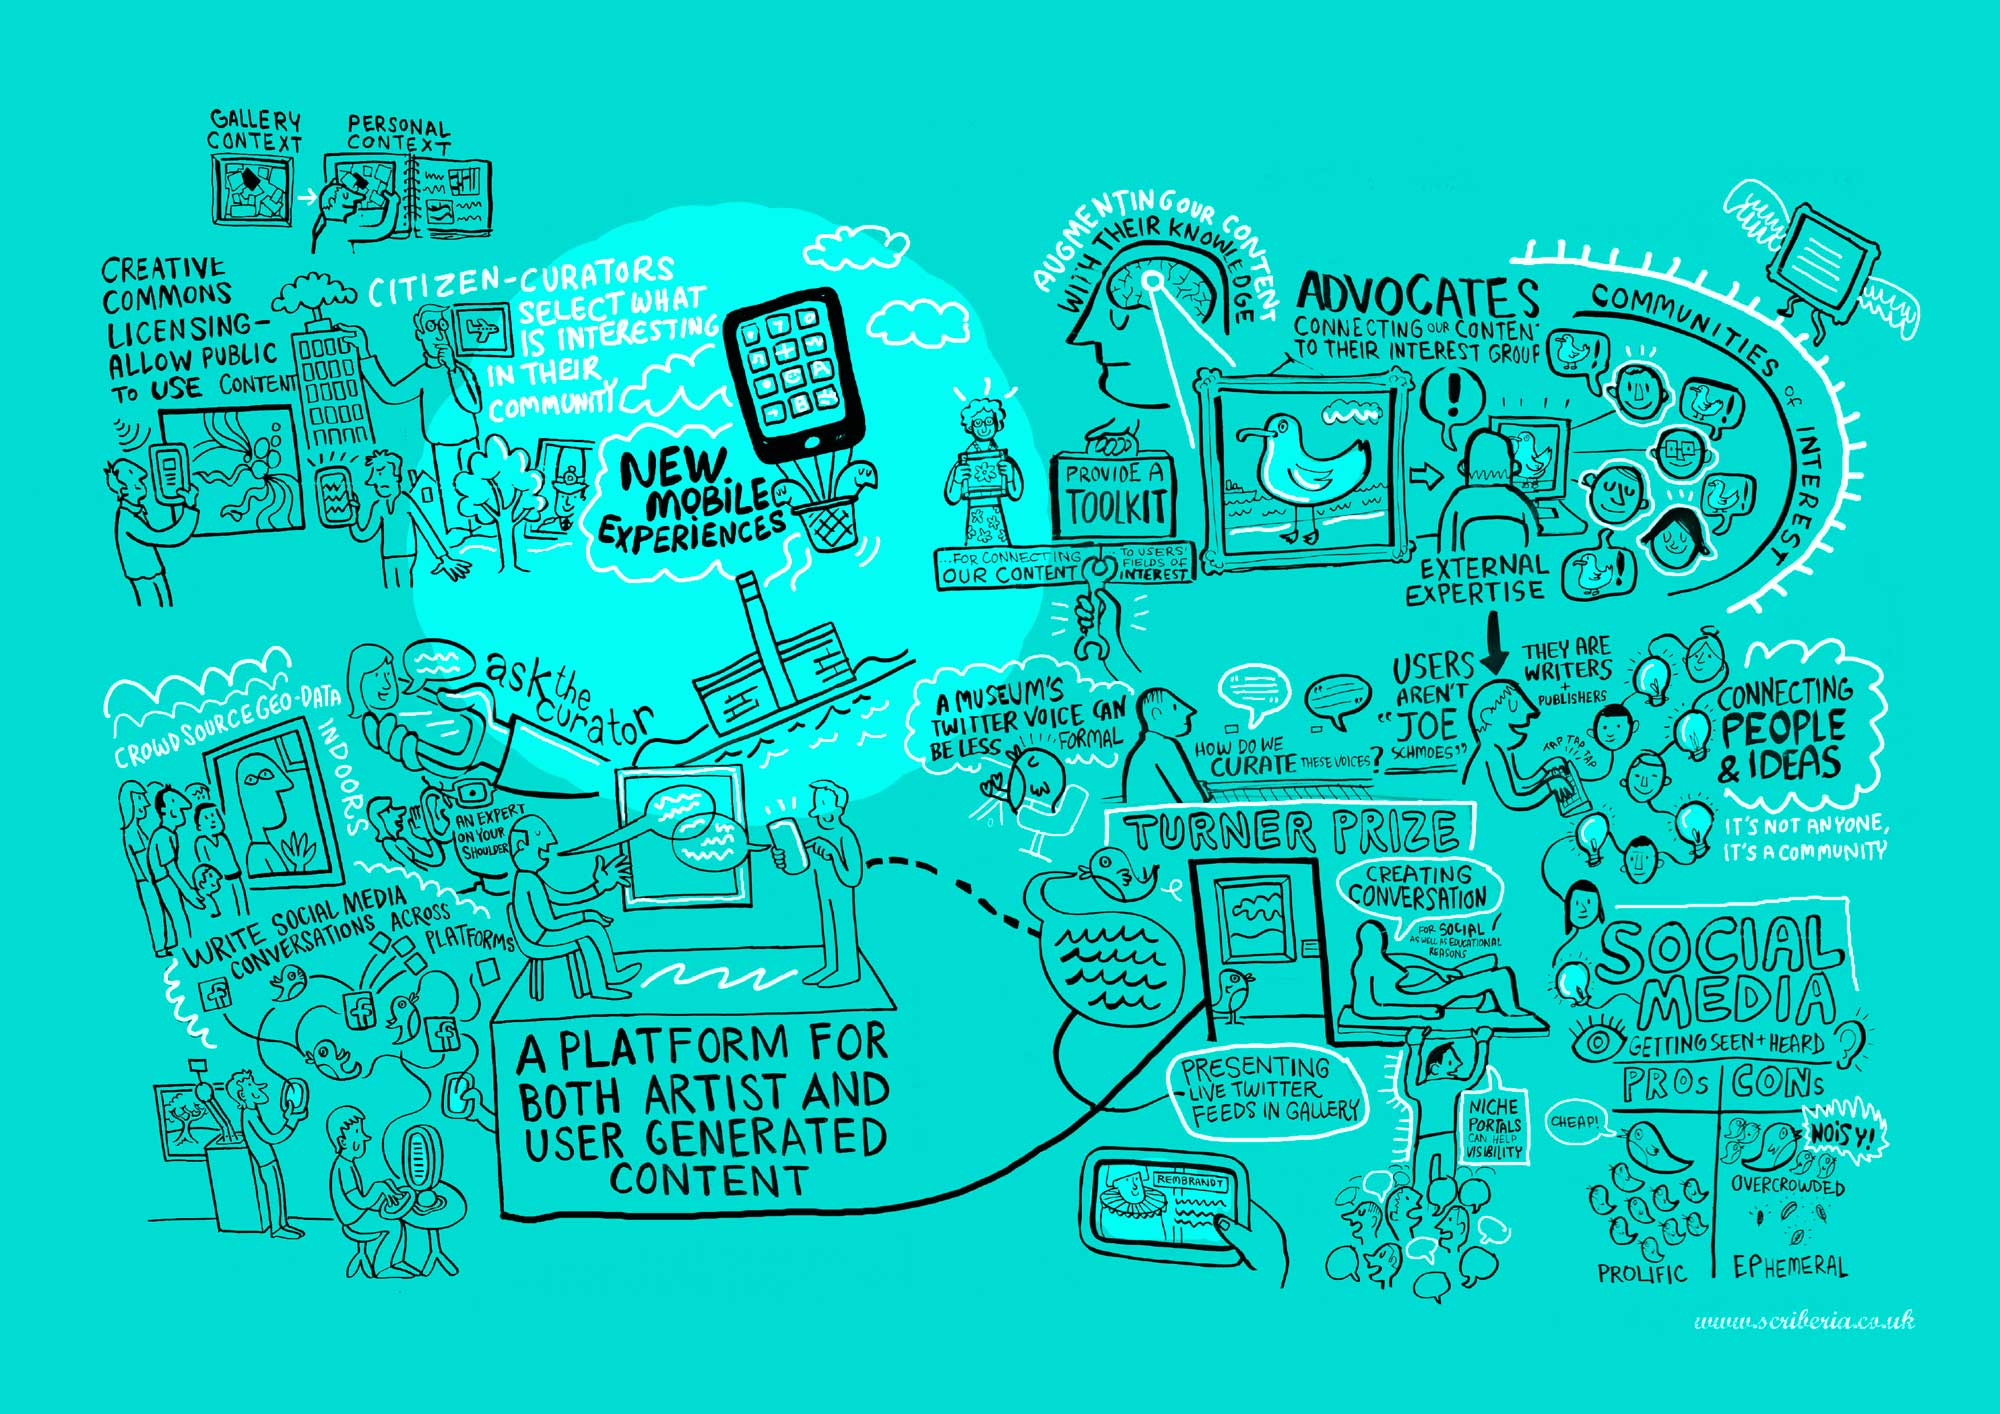 GALLERY
CONTEXT
PERSONAL
CONTEXT
CREATIVE
COMMONS
LICENSING-
ALLOW PUBLIC
TO USE CONTENT
CITIZEN-CURATORS
SELECT WHAT
IS INTERESTING
IN THEIR
COMMUNITY
NEW
MOBILE
EXPERIENCES
CROWD SOURCE GEO-DATA
INDOORS
ask the
curator
AN EXPERT
ON YOUR
SHOULDER
WRITE SOCIAL MEDIA
CONVERSATIONS ACROSS
PLATFORMS
A PLATFORM FOR
BOTH ARTIST AND
USER GENERATED
CONTENT
AUGMENTING OUR CONTENT
WITH THEIR KNOWLEDGE
PROVIDE A
TOOLKIT
...FOR CONNECTING
OUR CONTENT
TO USERS'
FIELDS OF
INTEREST
ADVOCATES
CONNECTING OUR CONTENT
TO THEIR INTEREST GROUP
COMMUNITIES of INTEREST
EXTERNAL
EXPERTISE
A MUSEUM'S
TWITTER VOICE CAN
BE LESS FORMAL
HOW DO WE
CURATE THESE VOICES?
USERS
AREN'T
"JOE
SCHMOES"
THEY ARE
WRITERS
+
PUBLISHERS
TAP TAP TAP
CONNECTING
PEOPLE
& IDEAS
IT'S NOT ANYONE,
IT'S A COMMUNITY
TURNER PRIZE
CREATING
CONVERSATION
FOR SOCIAL
AS WELL AS EDUCATIONAL
REASONS
PRESENTING
LIVE TWITTER
FEEDS IN GALLERY
NICHE
PORTALS
CAN HELP
VISIBILITY
REMBRANDT
SOCIAL
MEDIA
GETTING SEEN + HEARD
PROs
CONs
CHEAP!
NOISY!
OVERCROWDED
PROLIFIC
EPHEMERAL
www.scriberia.co.uk